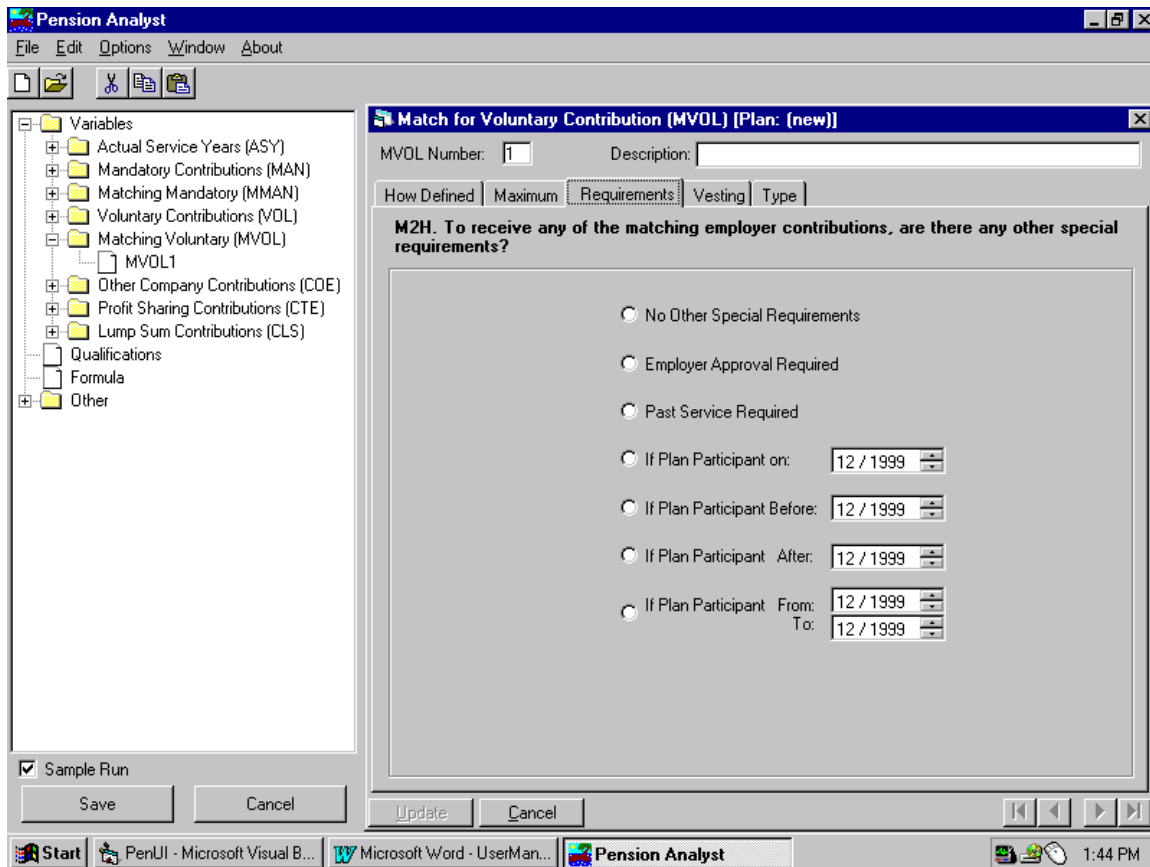 Pension Analyst
File Edit Options Window About
Variables
Actual Service Years (ASY)
Mandatory Contributions (MAN)
Matching Mandatory (MMAN)
Voluntary Contributions (VOL)
Matching Voluntary (MVOL)
MVOL1
Other Company Contributions (COE)
Profit Sharing Contributions (CTE)
Lump Sum Contributions (CLS)
Qualifications
Formula
Other
Sample Run
Save Cancel
Match for Voluntary Contribution (MVOL) [Plan: (new)]
MVOL Number: 1 Description:
How Defined Maximum Requirements Vesting Type
M2H. To receive any of the matching employer contributions, are there any other special
requirements?
No Other Special Requirements
Employer Approval Required
Past Service Required
If Plan Participant on: 12 / 1999
If Plan Participant Before: 12 / 1999
If Plan Participant After: 12 / 1999
If Plan Participant From: 12 / 1999
To: 12 / 1999
Update Cancel
Start PenUI - Microsoft Visual B... Microsoft Word - UserMan... Pension Analyst 1:44 PM